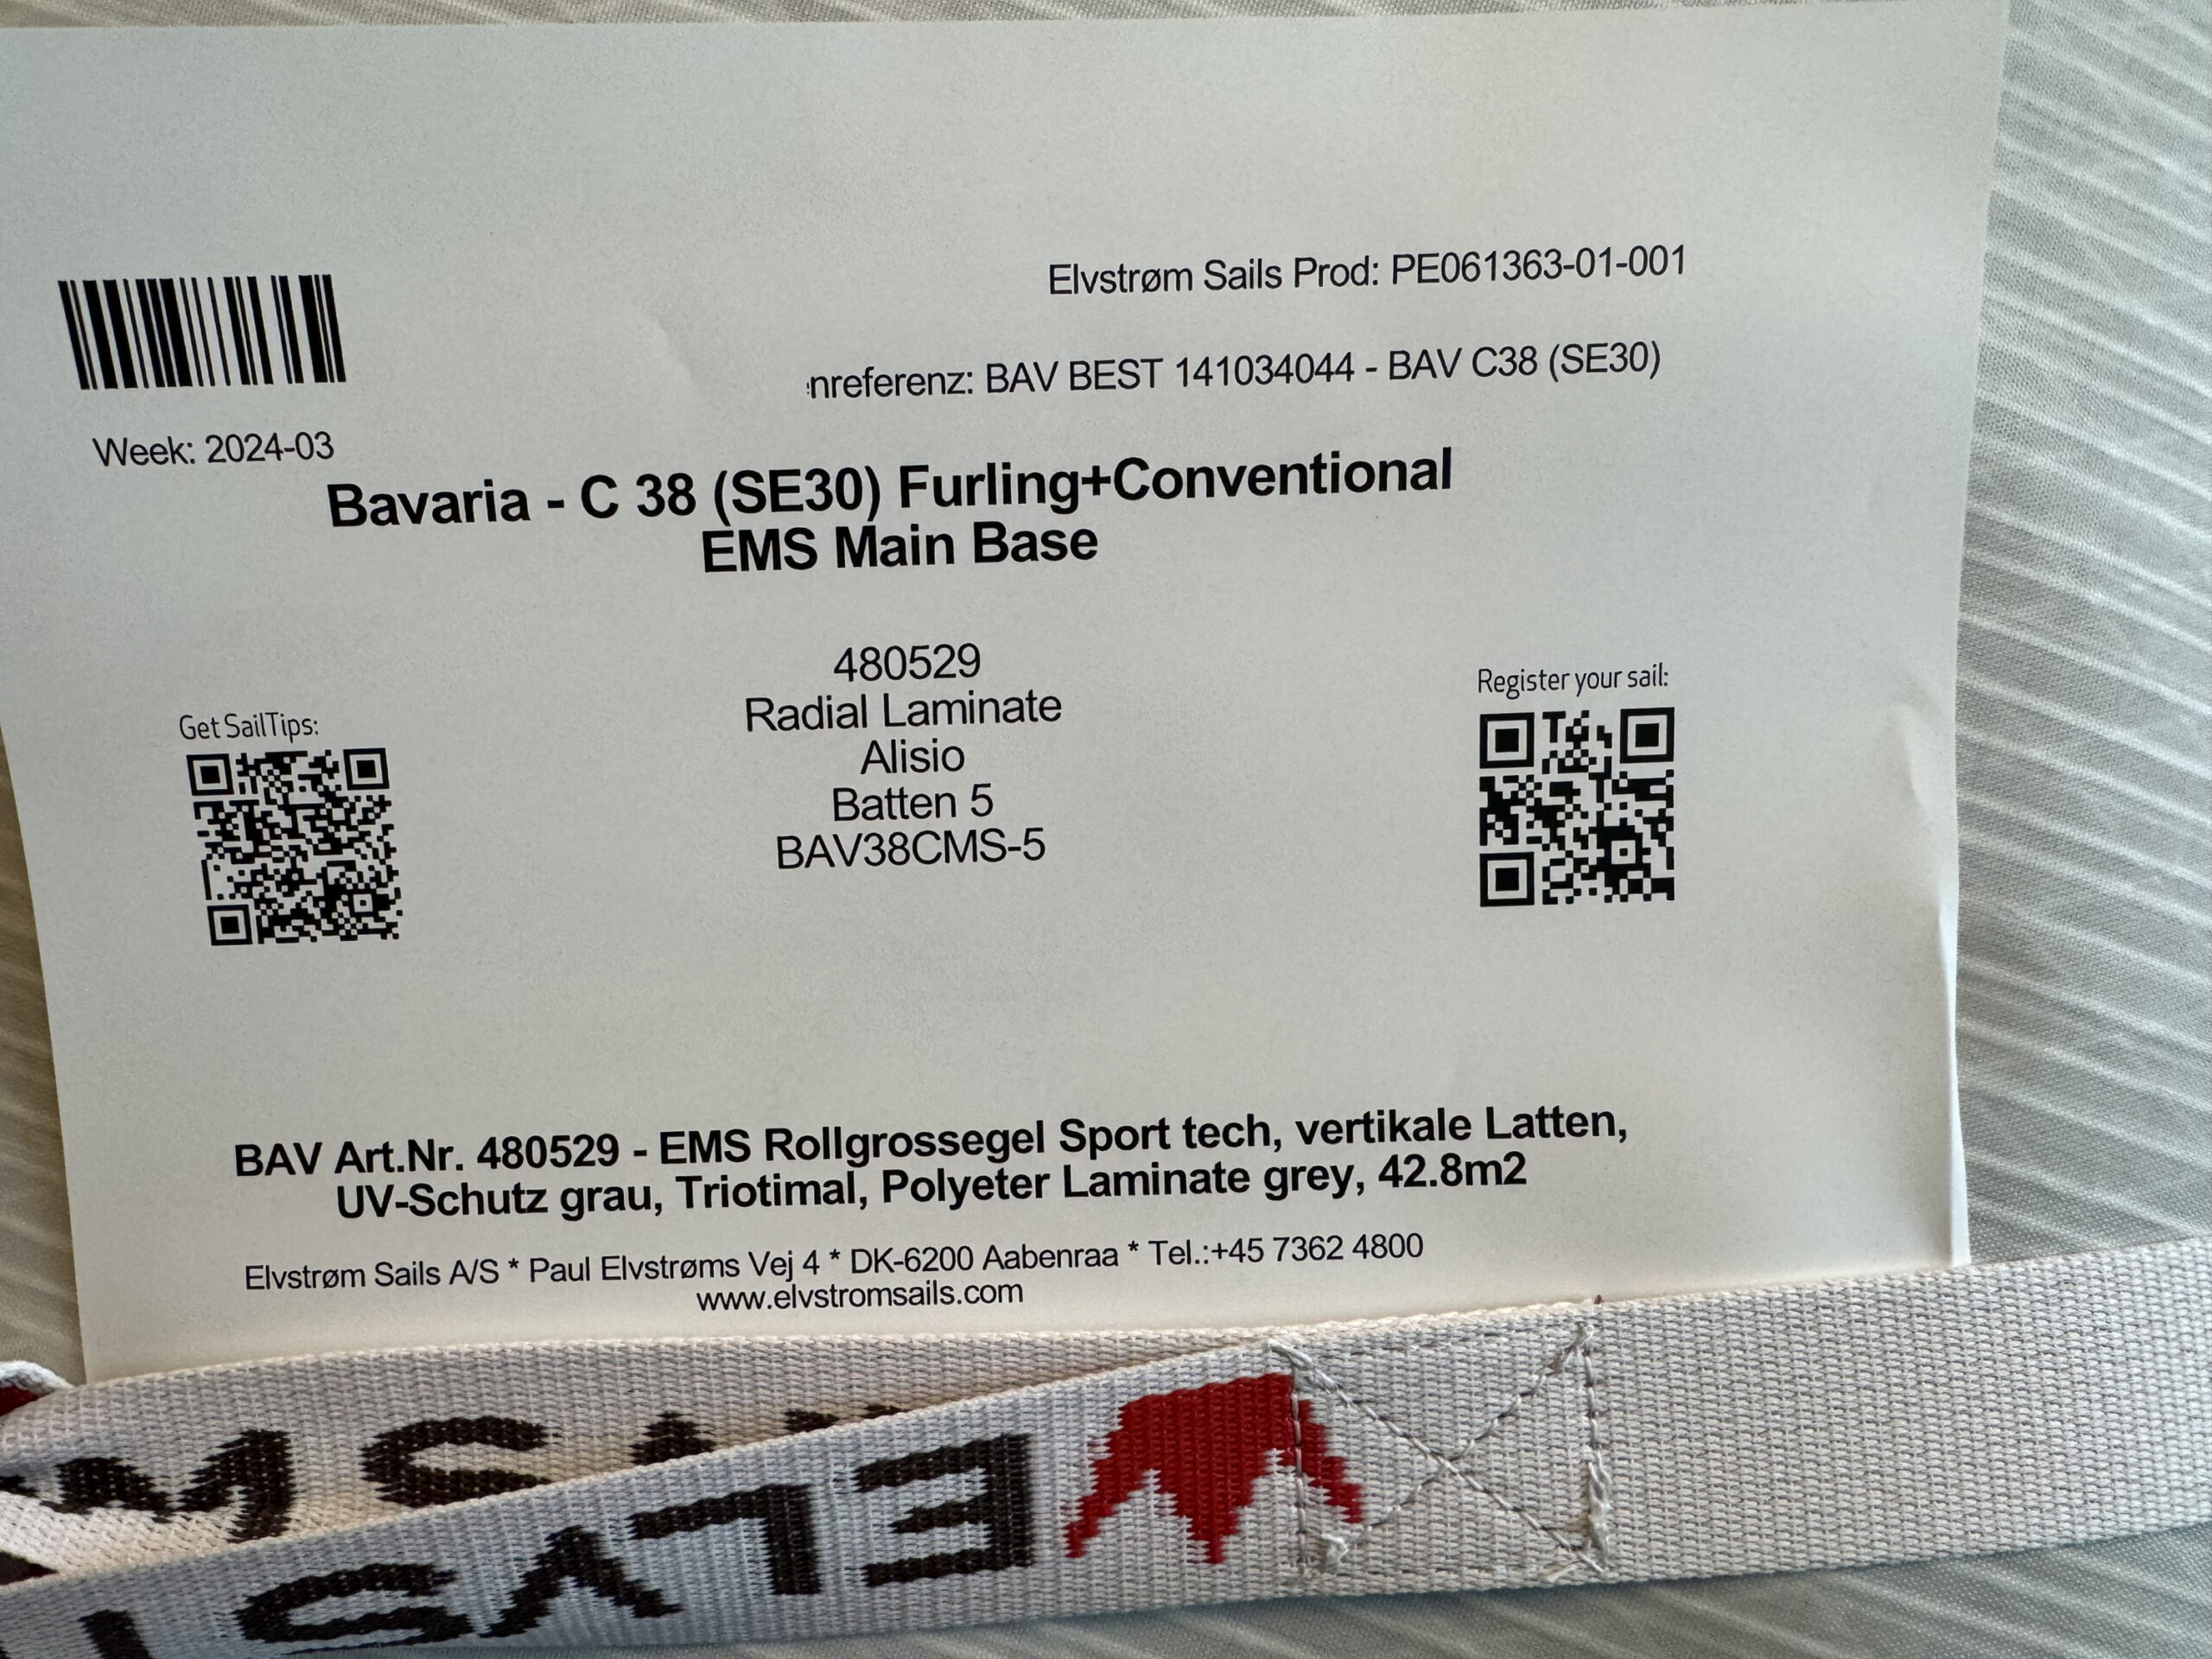 Elvstrøm Sails Prod: PE061363-01-001
nreferenz: BAV BEST 141034044 - BAV C38 (SE30)
Week: 2024-03
Bavaria - C 38 (SE30) Furling+Conventional
EMS Main Base
480529
Radial Laminate
Alisio
Batten 5
BAV38CMS-5
Get SailTips:
Register your sail:
BAV Art.Nr. 480529 - EMS Rollgrossegel Sport tech, vertikale Latten,
UV-Schutz grau, Triotimal, Polyeter Laminate grey, 42.8m2
Elvstrøm Sails A/S * Paul Elvstrøms Vej 4 * DK-6200 Aabenraa * Tel.:+45 7362 4800
www.elvstromsails.com
ELVST